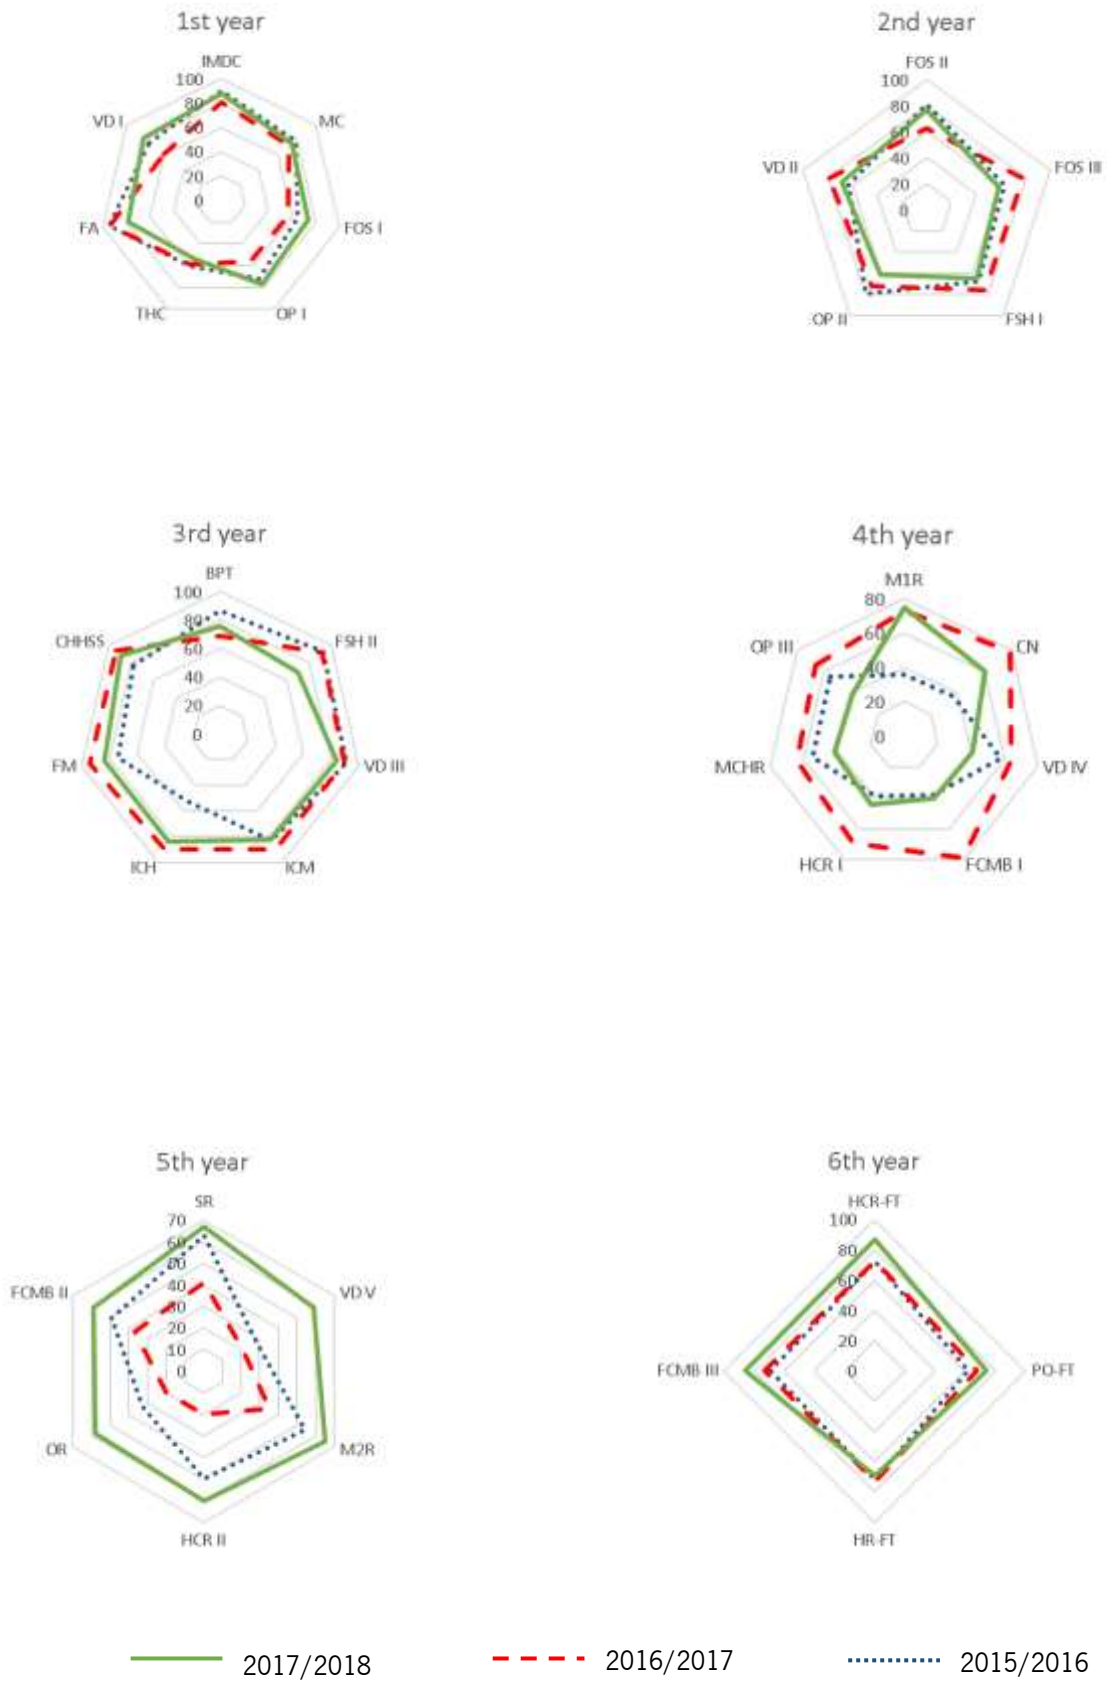 1st year
2nd year
IMDC
100
80
60
40
20
0
MC
FOS I
OP I
THC
FA
VD I
FOS II
100
80
60
40
20
0
FOS III
FSH I
OP II
VD II
3rd year
4th year
BPT
100
80
60
40
20
0
FSH II
VD III
ICM
ICH
FM
CHHSS
M1R
80
60
40
20
0
CN
VD IV
FCMB I
HCR I
MCHR
OP III
5th year
6th year
SR
70
60
50
40
30
20
10
0
VD V
M2R
HCR II
OR
FCMB II
HCR-FT
100
80
60
40
20
0
PO-FT
HR-FT
FCMB III
2017/2018 2016/2017 2015/2016